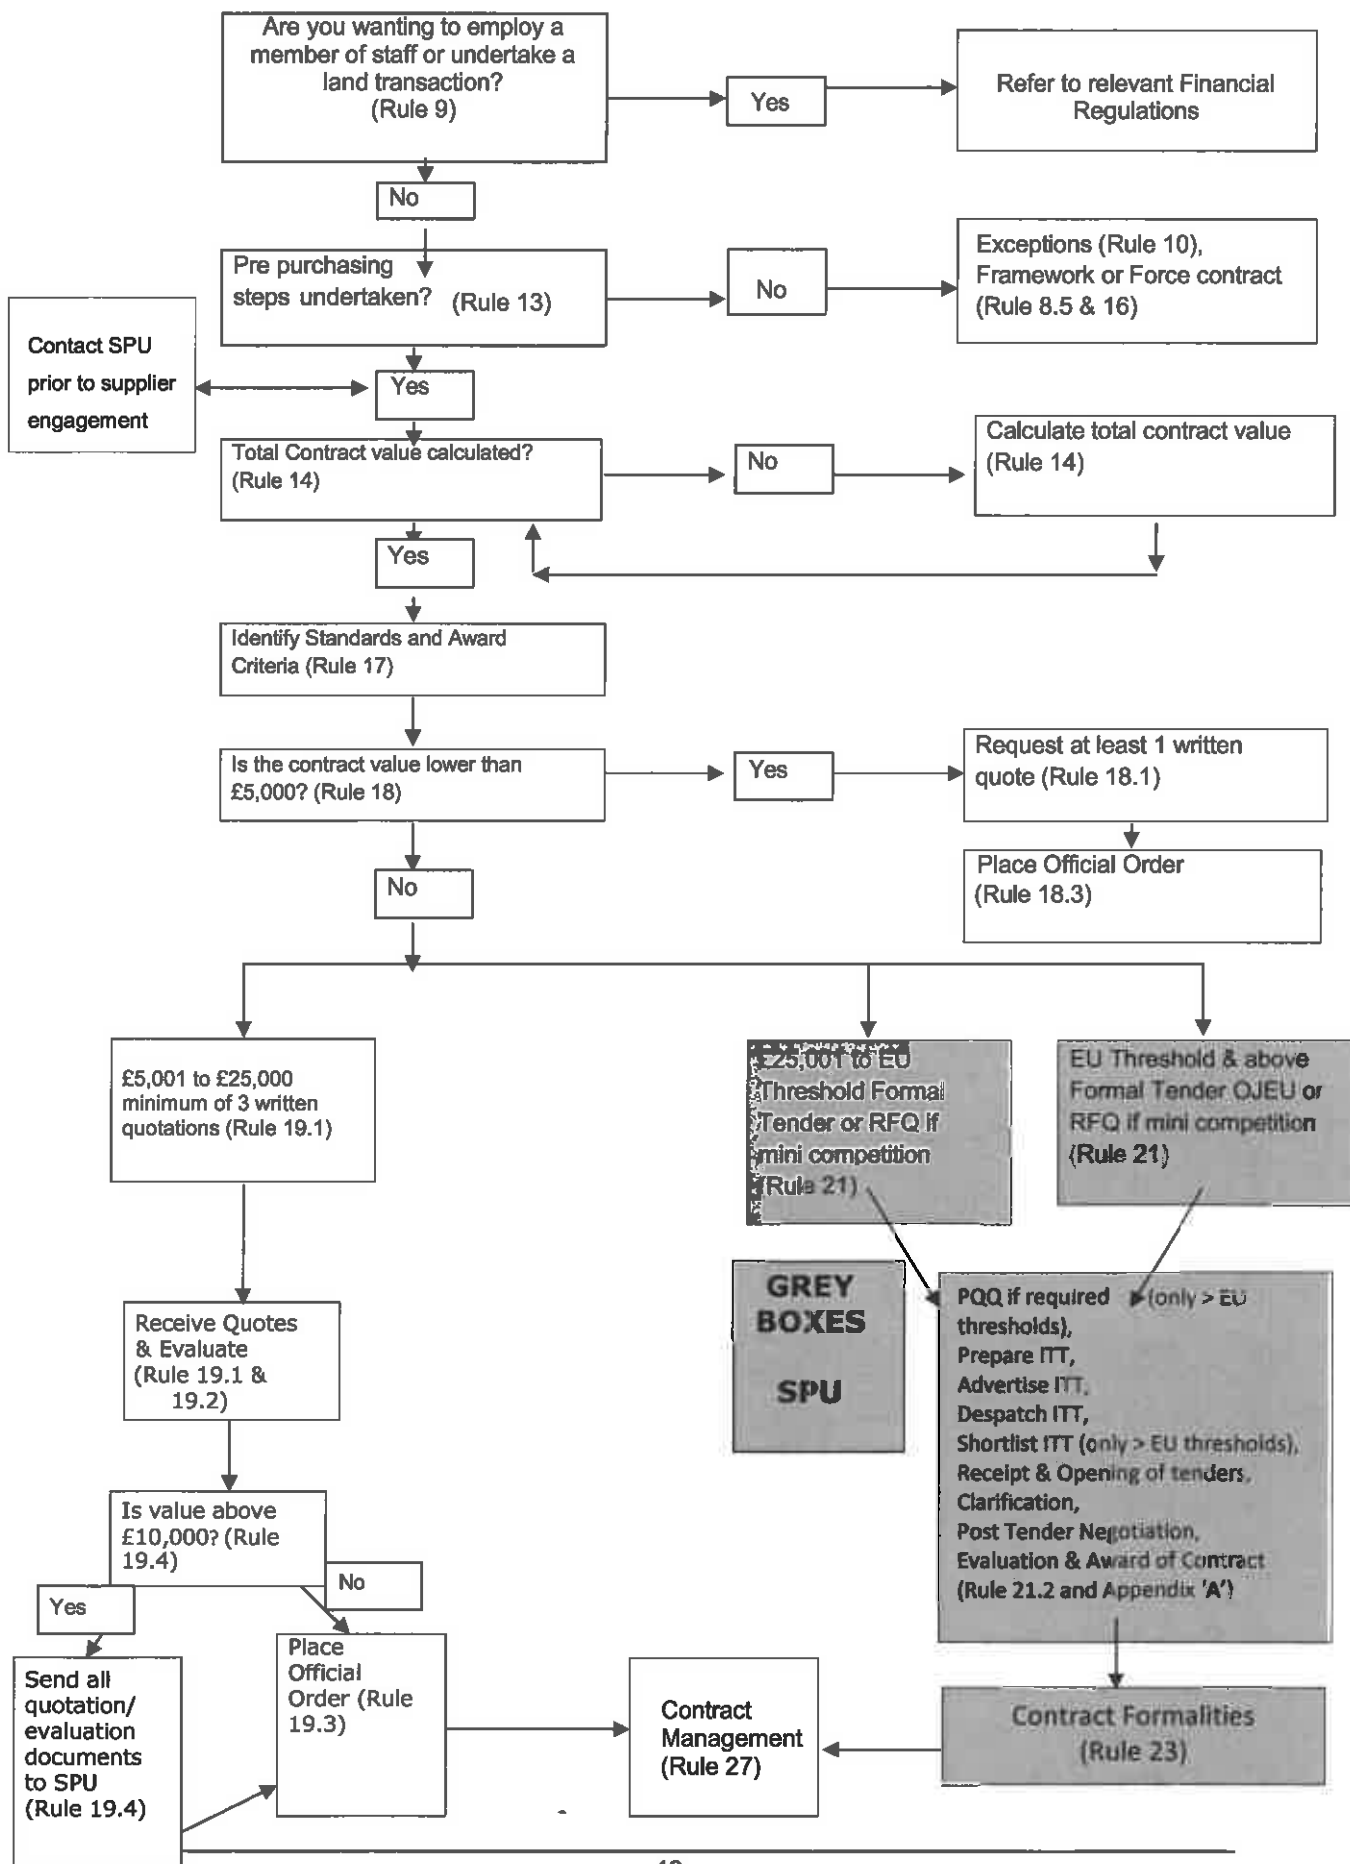 Are you wanting to employ a
member of staff or undertake a
land transaction?
(Rule 9)
Yes
Refer to relevant Financial
Regulations
No
Pre purchasing
steps undertaken? (Rule 13)
No
Exceptions (Rule 10),
Framework or Force contract
(Rule 8.5 & 16)
Contact SPU
prior to supplier
engagement
Yes
Total Contract value calculated?
(Rule 14)
No
Calculate total contract value
(Rule 14)
Yes
Identify Standards and Award
Criteria (Rule 17)
Is the contract value lower than
£5,000? (Rule 18)
Yes
Request at least 1 written
quote (Rule 18.1)
Place Official Order
(Rule 18.3)
No
£5,001 to £25,000
minimum of 3 written
quotations (Rule 19.1)
£25,001 to EU
Threshold Formal
Tender or RFQ if
mini competition
(Rule 21)
EU Threshold & above
Formal Tender OJEU or
RFQ if mini competition
(Rule 21)
GREY
BOXES
SPU
PQQ if required (only > EU
thresholds),
Prepare ITT,
Advertise ITT,
Despatch ITT,
Shortlist ITT (only > EU thresholds),
Receipt & Opening of tenders,
Clarification,
Post Tender Negotiation,
Evaluation & Award of Contract
(Rule 21.2 and Appendix 'A')
Receive Quotes
& Evaluate
(Rule 19.1 &
19.2)
Is value above
£10,000? (Rule
19.4)
No
Yes
Send all
quotation/
evaluation
documents
to SPU
(Rule 19.4)
Place
Official
Order (Rule
19.3)
Contract
Management
(Rule 27)
Contract Formalities
(Rule 23)